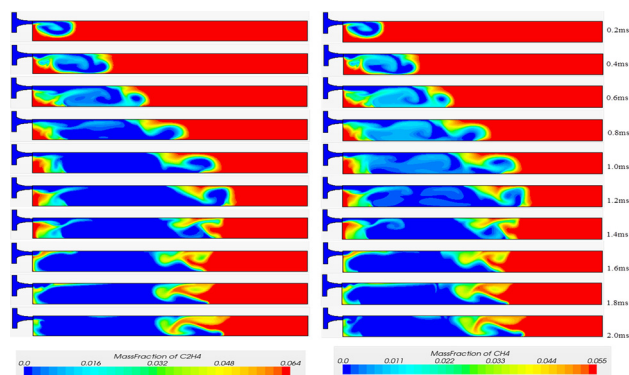 0.2ms
0.4ms
0.6ms
0.8ms
1.0ms
1.2ms
1.4ms
1.6ms
1.8ms
2.0ms
MassFraction of C2H4
0.0 0.016 0.032 0.048 0.064
MassFraction of CH4
0.0 0.011 0.022 0.033 0.044 0.055